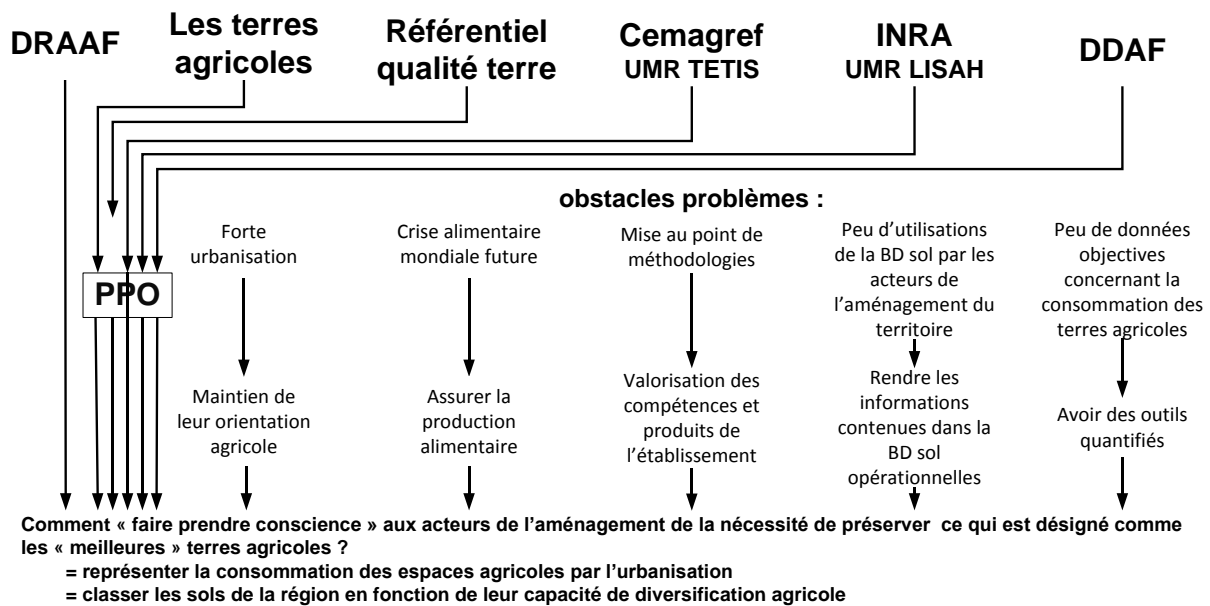 DRAAF
Les terres
agricoles
Référentiel
qualité terre
Cemagref
UMR TETIS
INRA
UMR LISAH
DDAF
obstacles problèmes :
PPO
Forte
urbanisation
Maintien de
leur orientation
agricole
Crise alimentaire
mondiale future
Assurer la
production
alimentaire
Mise au point de
méthodologies
Valorisation des
compétences et
produits de
l’établissement
Peu d’utilisations
de la BD sol par les
acteurs de
l’aménagement du
territoire
Rendre les
informations
contenues dans la
BD sol
opérationnelles
Peu de données
objectives
concernant la
consommation des
terres agricoles
Avoir des outils
quantifiés
Comment « faire prendre conscience » aux acteurs de l’aménagement de la nécessité de préserver ce qui est désigné comme
les « meilleures » terres agricoles ?
= représenter la consommation des espaces agricoles par l’urbanisation
= classer les sols de la région en fonction de leur capacité de diversification agricole